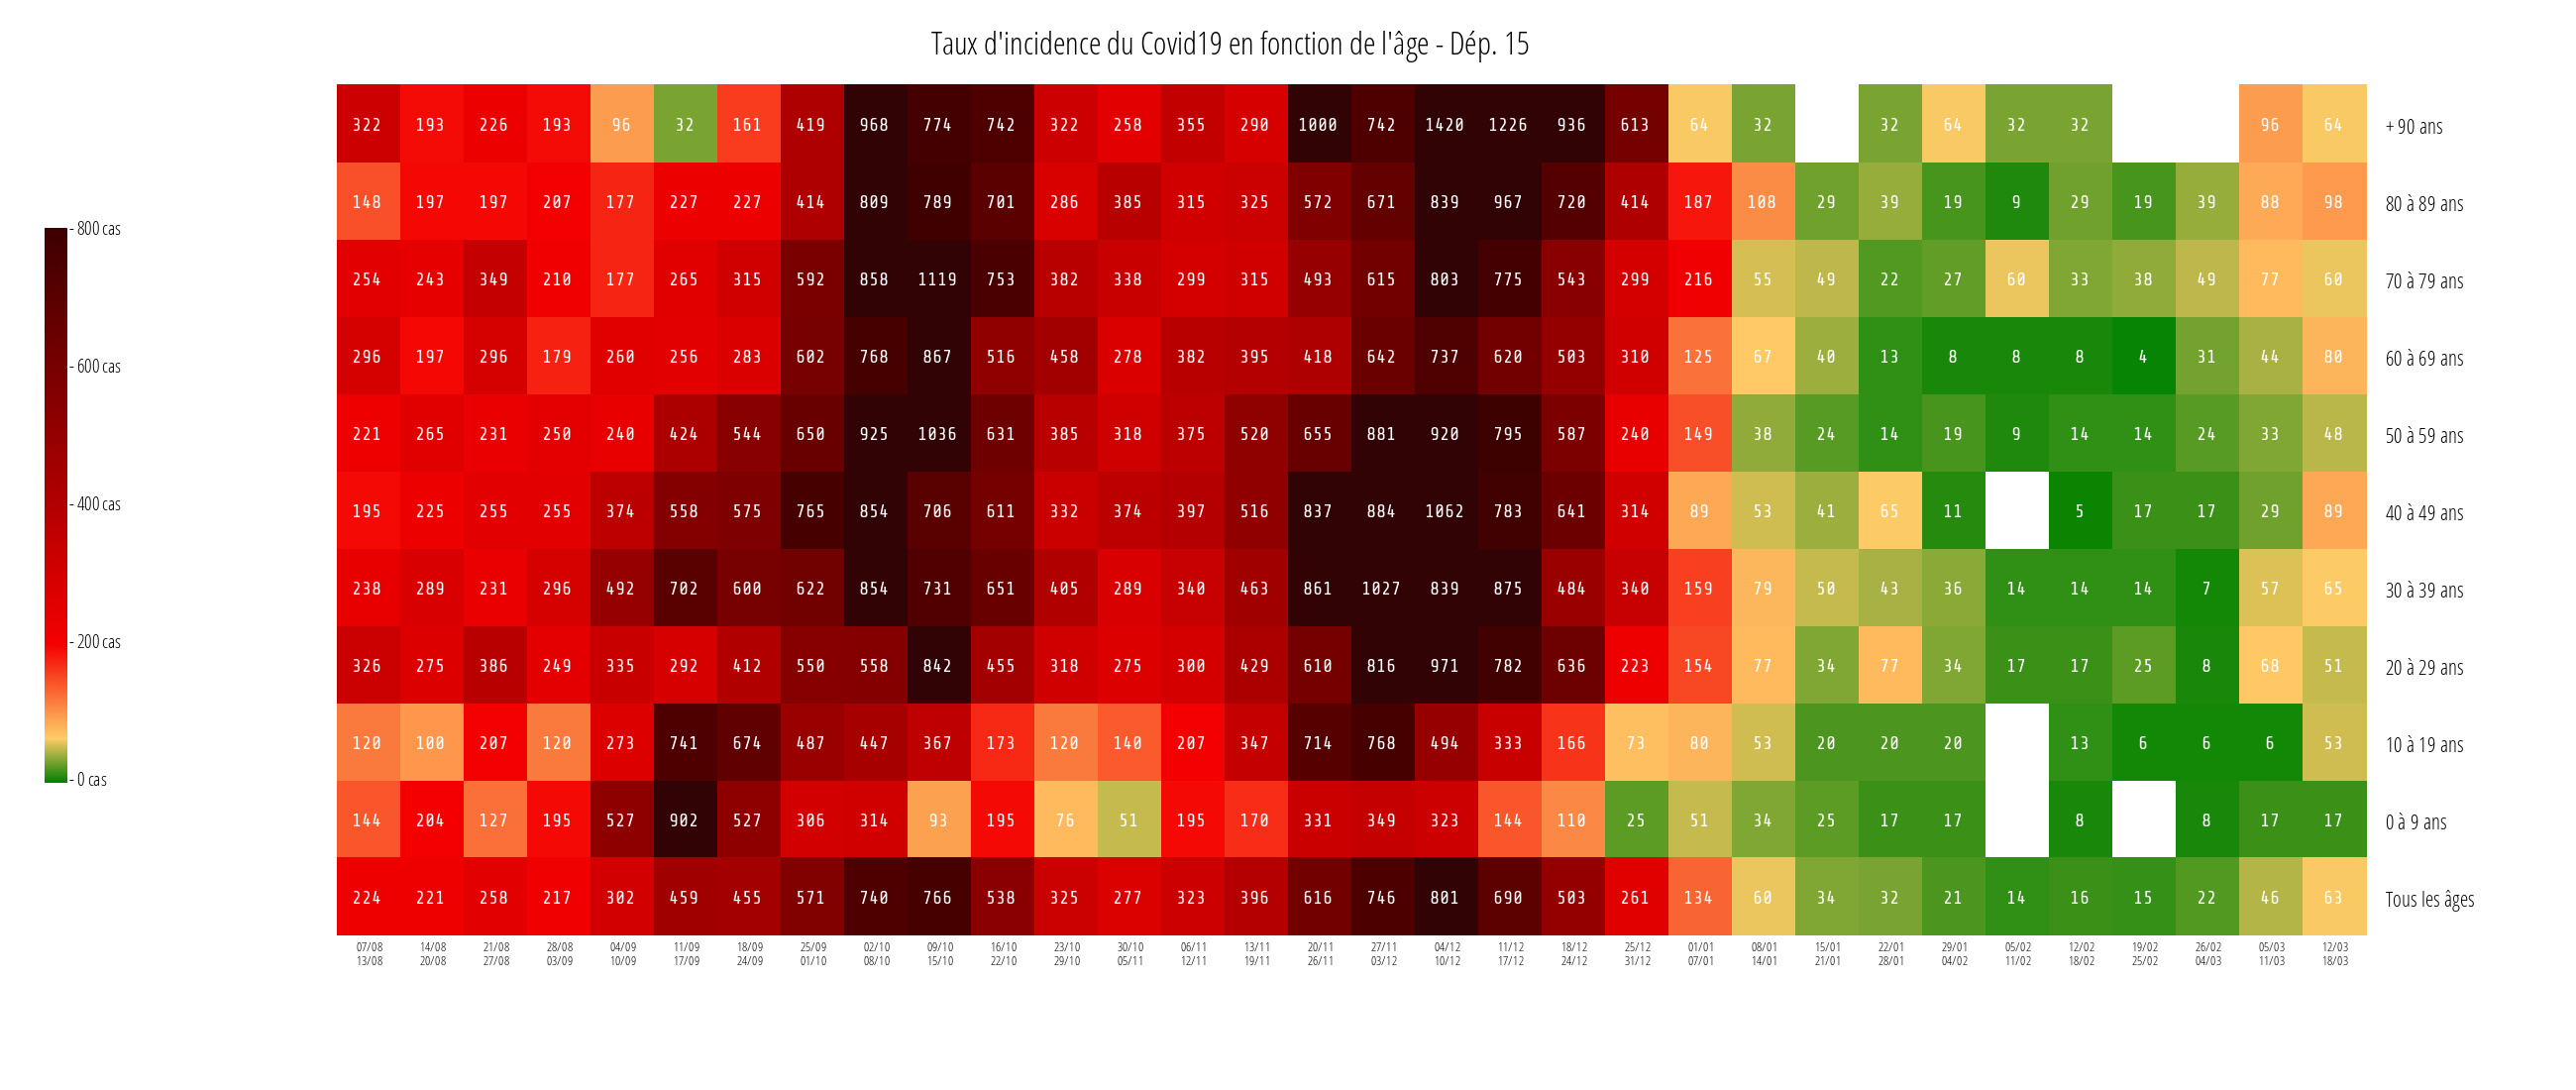 Taux d'incidence du Covid19 en fonction de l'âge - Dép. 15
- 800 cas
- 600 cas
- 400 cas
- 200 cas
- 0 cas
322 193 226 193 96 32 161 419 968 774 742 322 258 355 290 1000 742 1420 1226 936 613 64 32 32 64 32 32 96 64 + 90 ans
148 197 197 207 177 227 227 414 809 789 701 286 385 315 325 572 671 839 967 720 414 187 108 29 39 19 9 29 19 39 88 98 80 à 89 ans
254 243 349 210 177 265 315 592 858 1119 753 382 338 299 315 493 615 803 775 543 299 216 55 49 22 27 60 33 38 49 77 60 70 à 79 ans
296 197 296 179 260 256 283 602 768 867 516 458 278 382 395 418 642 737 620 503 310 125 67 40 13 8 8 8 4 31 44 80 60 à 69 ans
221 265 231 250 240 424 544 650 925 1036 631 385 318 375 520 655 881 920 795 587 240 149 38 24 14 19 9 14 14 24 33 48 50 à 59 ans
195 225 255 255 374 558 575 765 854 706 611 332 374 397 516 837 884 1062 783 641 314 89 53 41 65 11 5 17 17 29 89 40 à 49 ans
238 289 231 296 492 702 600 622 854 731 651 405 289 340 463 861 1027 839 875 484 340 159 79 50 43 36 14 14 14 7 57 65 30 à 39 ans
326 275 386 249 335 292 412 550 558 842 455 318 275 300 429 610 816 971 782 636 223 154 77 34 77 34 17 17 25 8 68 51 20 à 29 ans
120 100 207 120 273 741 674 487 447 367 173 120 140 207 347 714 768 494 333 166 73 80 53 20 20 20 13 6 6 6 53 10 à 19 ans
144 204 127 195 527 902 527 306 314 93 195 76 51 195 170 331 349 323 144 110 25 51 34 25 17 17 8 8 17 17 0 à 9 ans
224 221 258 217 302 459 455 571 740 766 538 325 277 323 396 616 746 801 690 503 261 134 60 34 32 21 14 16 15 22 46 63 Tous les âges
07/08 14/08 21/08 28/08 04/09 11/09 18/09 25/09 02/10 09/10 16/10 23/10 30/10 06/11 13/11 20/11 27/11 04/12 11/12 18/12 25/12 01/01 08/01 15/01 22/01 29/01 05/02 12/02 19/02 26/02 05/03 12/03
13/08 20/08 27/08 03/09 10/09 17/09 24/09 01/10 08/10 15/10 22/10 29/10 05/11 12/11 19/11 26/11 03/12 10/12 17/12 24/12 31/12 07/01 14/01 21/01 28/01 04/02 11/02 18/02 25/02 04/03 11/03 18/03